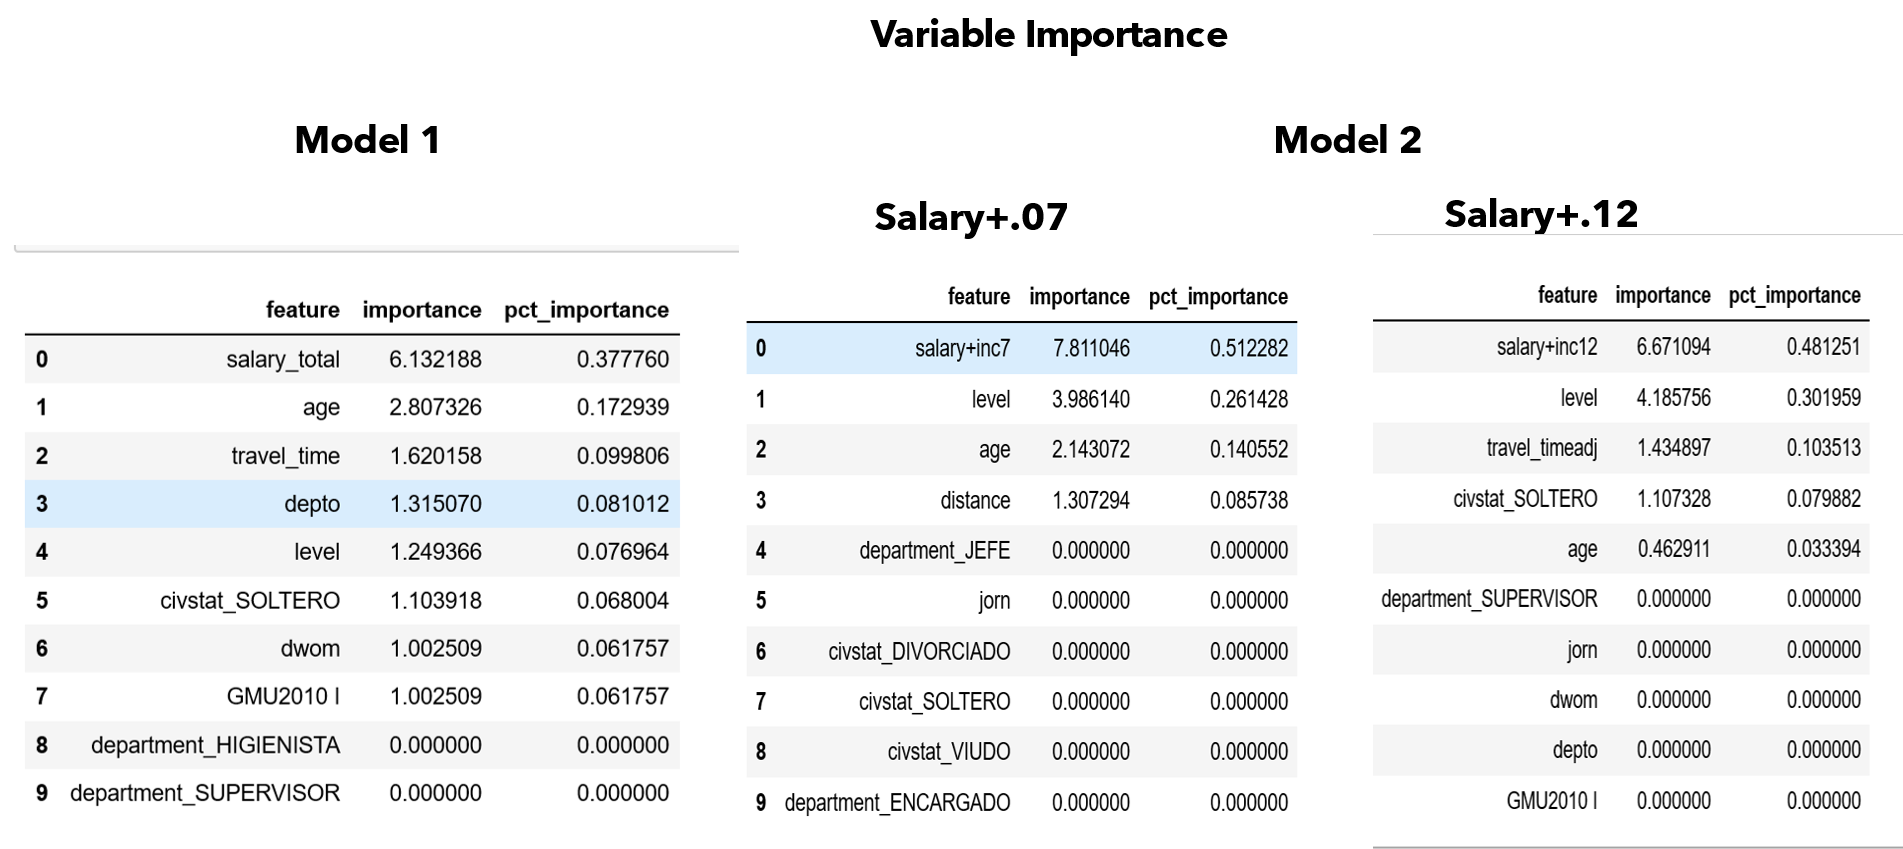 Variable Importance
Model 1
feature importance pct_importance
0 salary_total 6.132188 0.377760
1 age 2.807326 0.172939
2 travel_time 1.620158 0.099806
3 depto 1.315070 0.081012
4 level 1.249366 0.076964
5 civstat_SOLTERO 1.103918 0.068004
6 dwom 1.002509 0.061757
7 GMU2010 I 1.002509 0.061757
8 department_HIGIENISTA 0.000000 0.000000
9 department_SUPERVISOR 0.000000 0.000000
Model 2
Salary+.07
feature importance pct_importance
0 salary+inc7 7.811046 0.512282
1 level 3.986140 0.261428
2 age 2.143072 0.140552
3 distance 1.307294 0.085738
4 department_JEFE 0.000000 0.000000
5 jorn 0.000000 0.000000
6 civstat_DIVORCIADO 0.000000 0.000000
7 civstat_SOLTERO 0.000000 0.000000
8 civstat_VIUDO 0.000000 0.000000
9 department_ENCARGADO 0.000000 0.000000
Salary+.12
feature importance pct_importance
salary+inc12 6.671094 0.481251
level 4.185756 0.301959
travel_timeadj 1.434897 0.103513
civstat_SOLTERO 1.107328 0.079882
age 0.462911 0.033394
department_SUPERVISOR 0.000000 0.000000
jorn 0.000000 0.000000
dwom 0.000000 0.000000
depto 0.000000 0.000000
GMU2010 I 0.000000 0.000000